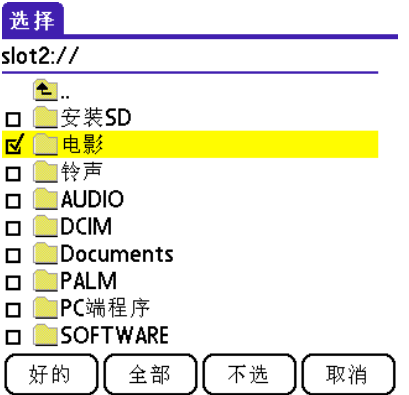 选择
slot2://
..
安装SD
电影
铃声
AUDIO
DCIM
Documents
PALM
PC端程序
SOFTWARE
好的 全部 不选 取消